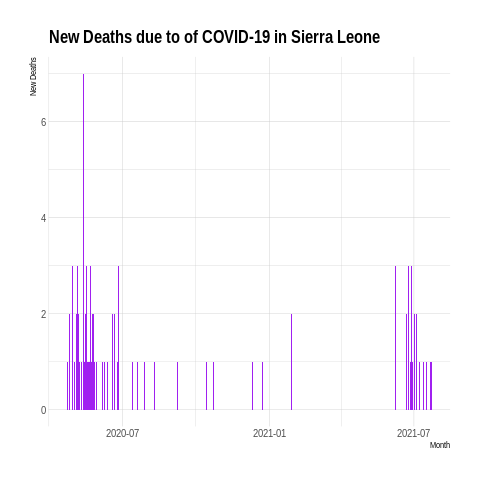 New Deaths due to of COVID-19 in Sierra Leone
New Deaths
6
4
2
0
2020-07 2021-01 2021-07
Month